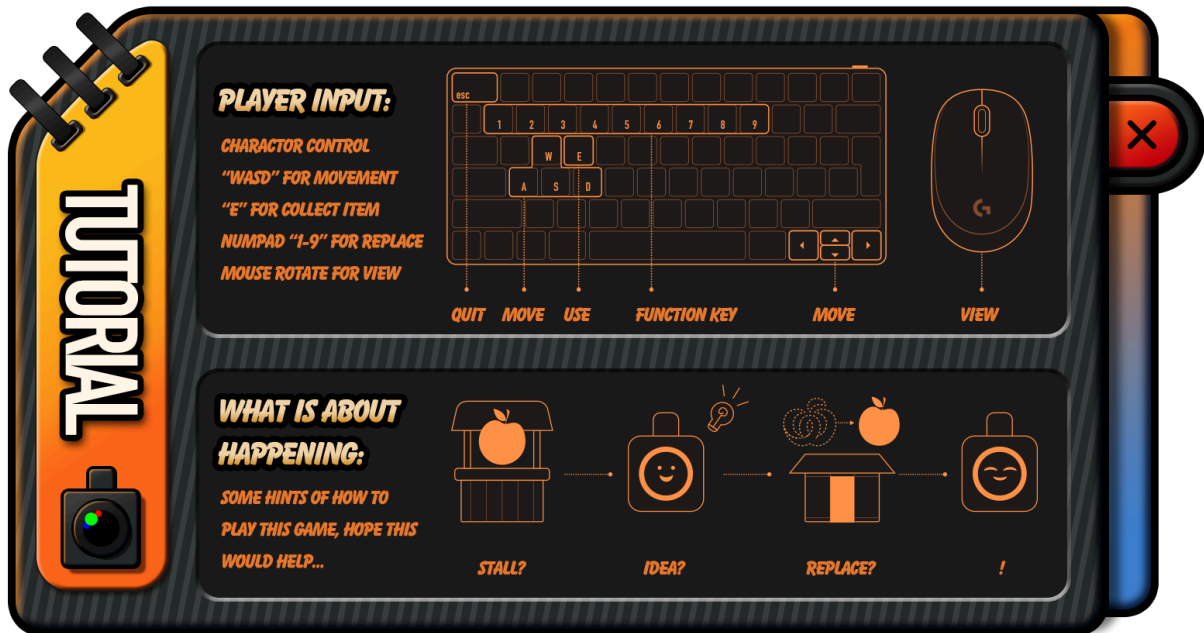 TUTORIAL
PLAYER INPUT:
CHARACTOR CONTROL
“WASD” FOR MOVEMENT
“E” FOR COLLECT ITEM
NUMPAD “1-9” FOR REPLACE
MOUSE ROTATE FOR VIEW
esc
1 2 3 4 5 6 7 8 9
W E
A S D
G
QUIT MOVE USE FUNCTION KEY MOVE VIEW
WHAT IS ABOUT
HAPPENING:
SOME HINTS OF HOW TO
PLAY THIS GAME, HOPE THIS
WOULD HELP...
STALL? IDEA? REPLACE? !